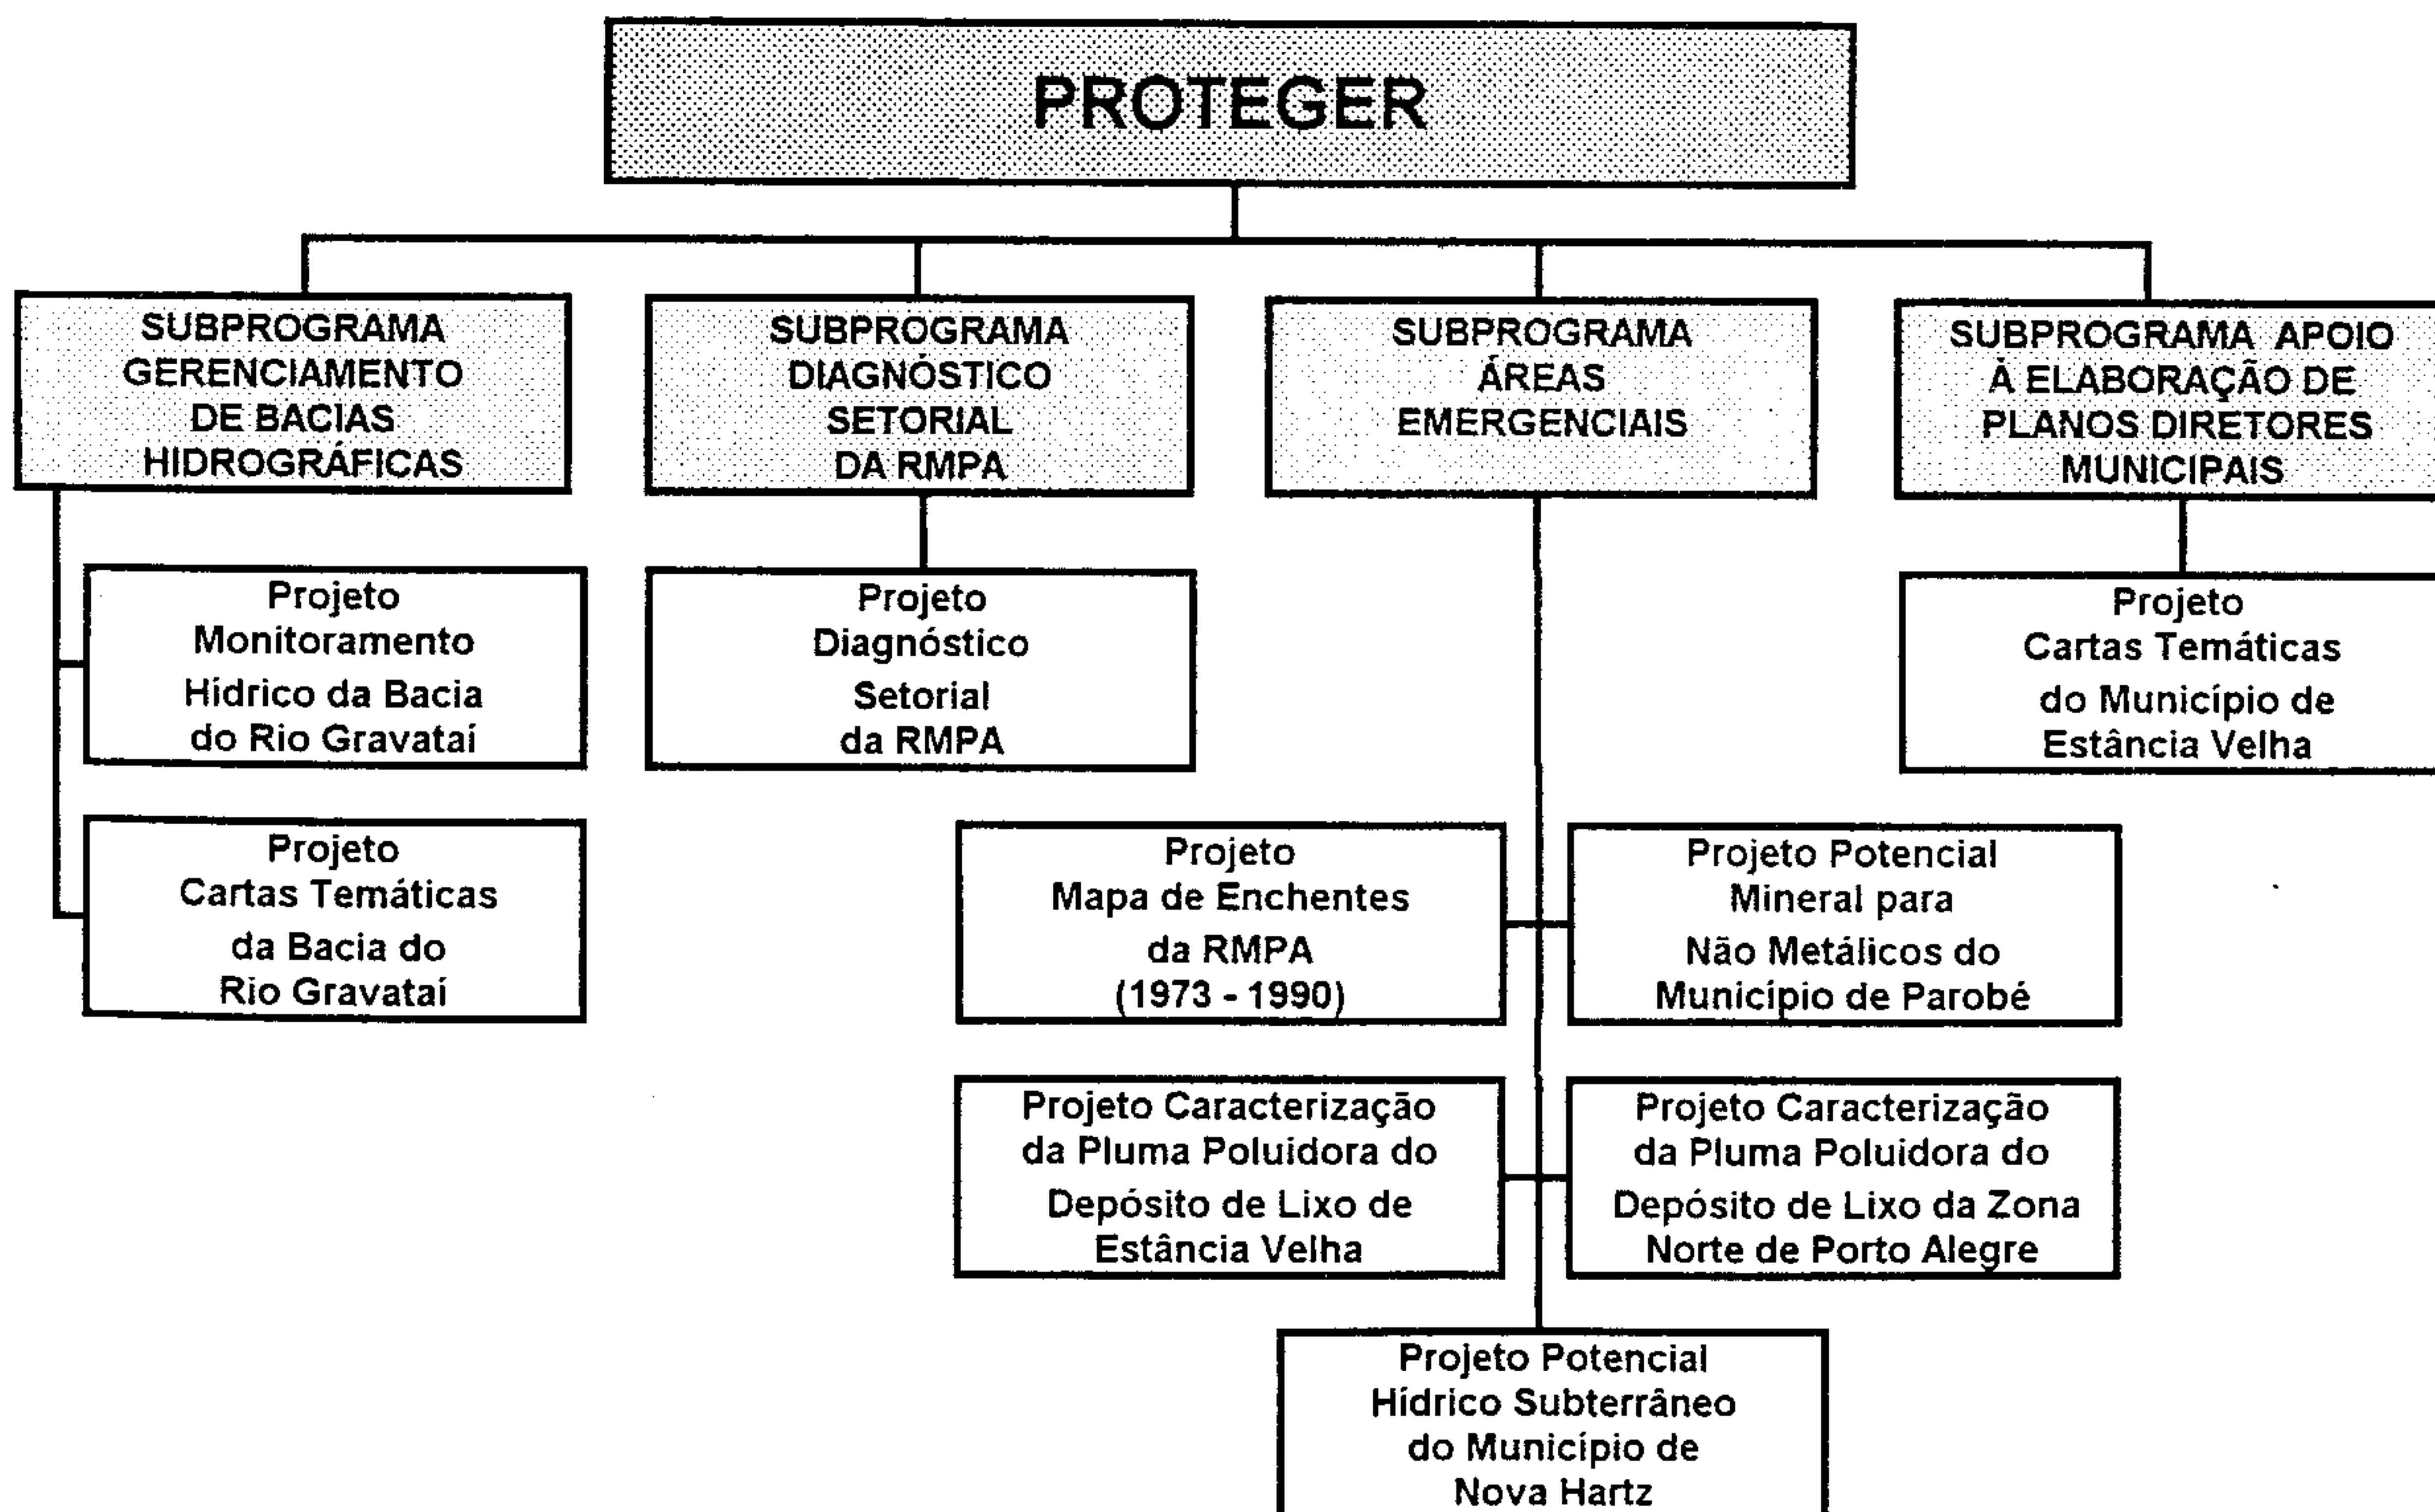 PROTEGER
SUBPROGRAMA
GERENCIAMENTO
DE BACIAS
HIDROGRÁFICAS
SUBPROGRAMA
DIAGNÓSTICO
SETORIAL
DA RMPA
SUBPROGRAMA
ÁREAS
EMERGENCIAIS
SUBPROGRAMA APOIO
À ELABORAÇÃO DE
PLANOS DIRETORES
MUNICIPAIS
Projeto
Monitoramento
Hídrico da Bacia
do Rio Gravataí
Projeto
Diagnóstico
Setorial
da RMPA
Projeto
Cartas Temáticas
do Município de
Estância Velha
Projeto
Cartas Temáticas
da Bacia do
Rio Gravataí
Projeto
Mapa de Enchentes
da RMPA
(1973 - 1990)
Projeto Potencial
Mineral para
Não Metálicos do
Município de Parobé
Projeto Caracterização
da Pluma Poluidora do
Depósito de Lixo de
Estância Velha
Projeto Caracterização
da Pluma Poluidora do
Depósito de Lixo da Zona
Norte de Porto Alegre
Projeto Potencial
Hídrico Subterrâneo
do Município de
Nova Hartz